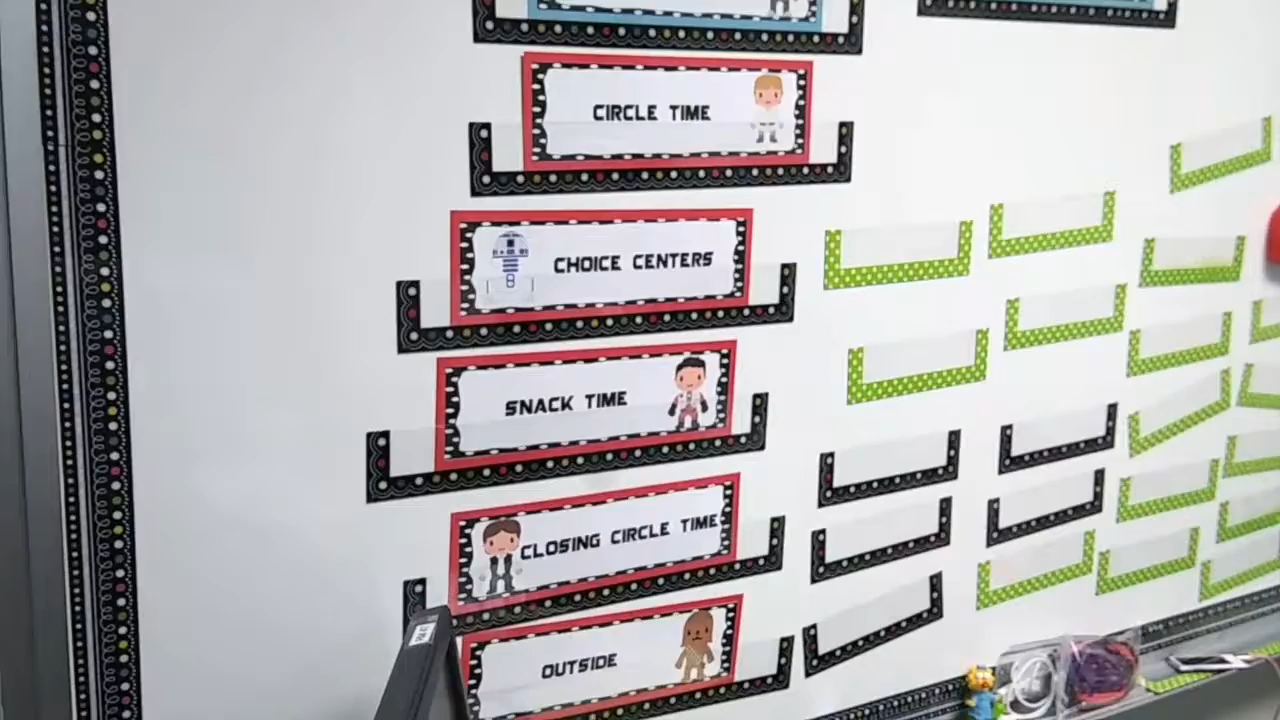 CIRCLE TIME
CHOICE CENTERS
SNACK TIME
CLOSING CIRCLE TIME
OUTSIDE